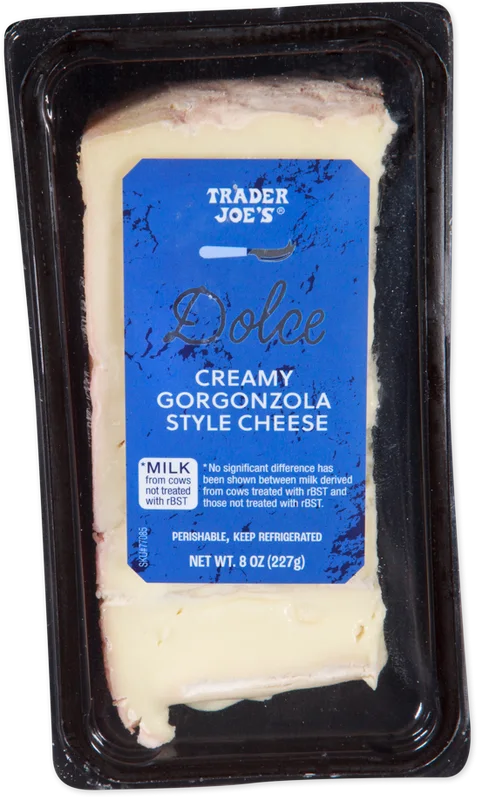 TRADER
JOE'S®
Dolce
CREAMY
GORGONZOLA
STYLE CHEESE
*MILK
from cows
not treated
with rBST
*No significant difference has
been shown between milk derived
from cows treated with rBST and
those not treated with rBST.
SKU#77085
PERISHABLE, KEEP REFRIGERATED
NET WT. 8 OZ (227g)